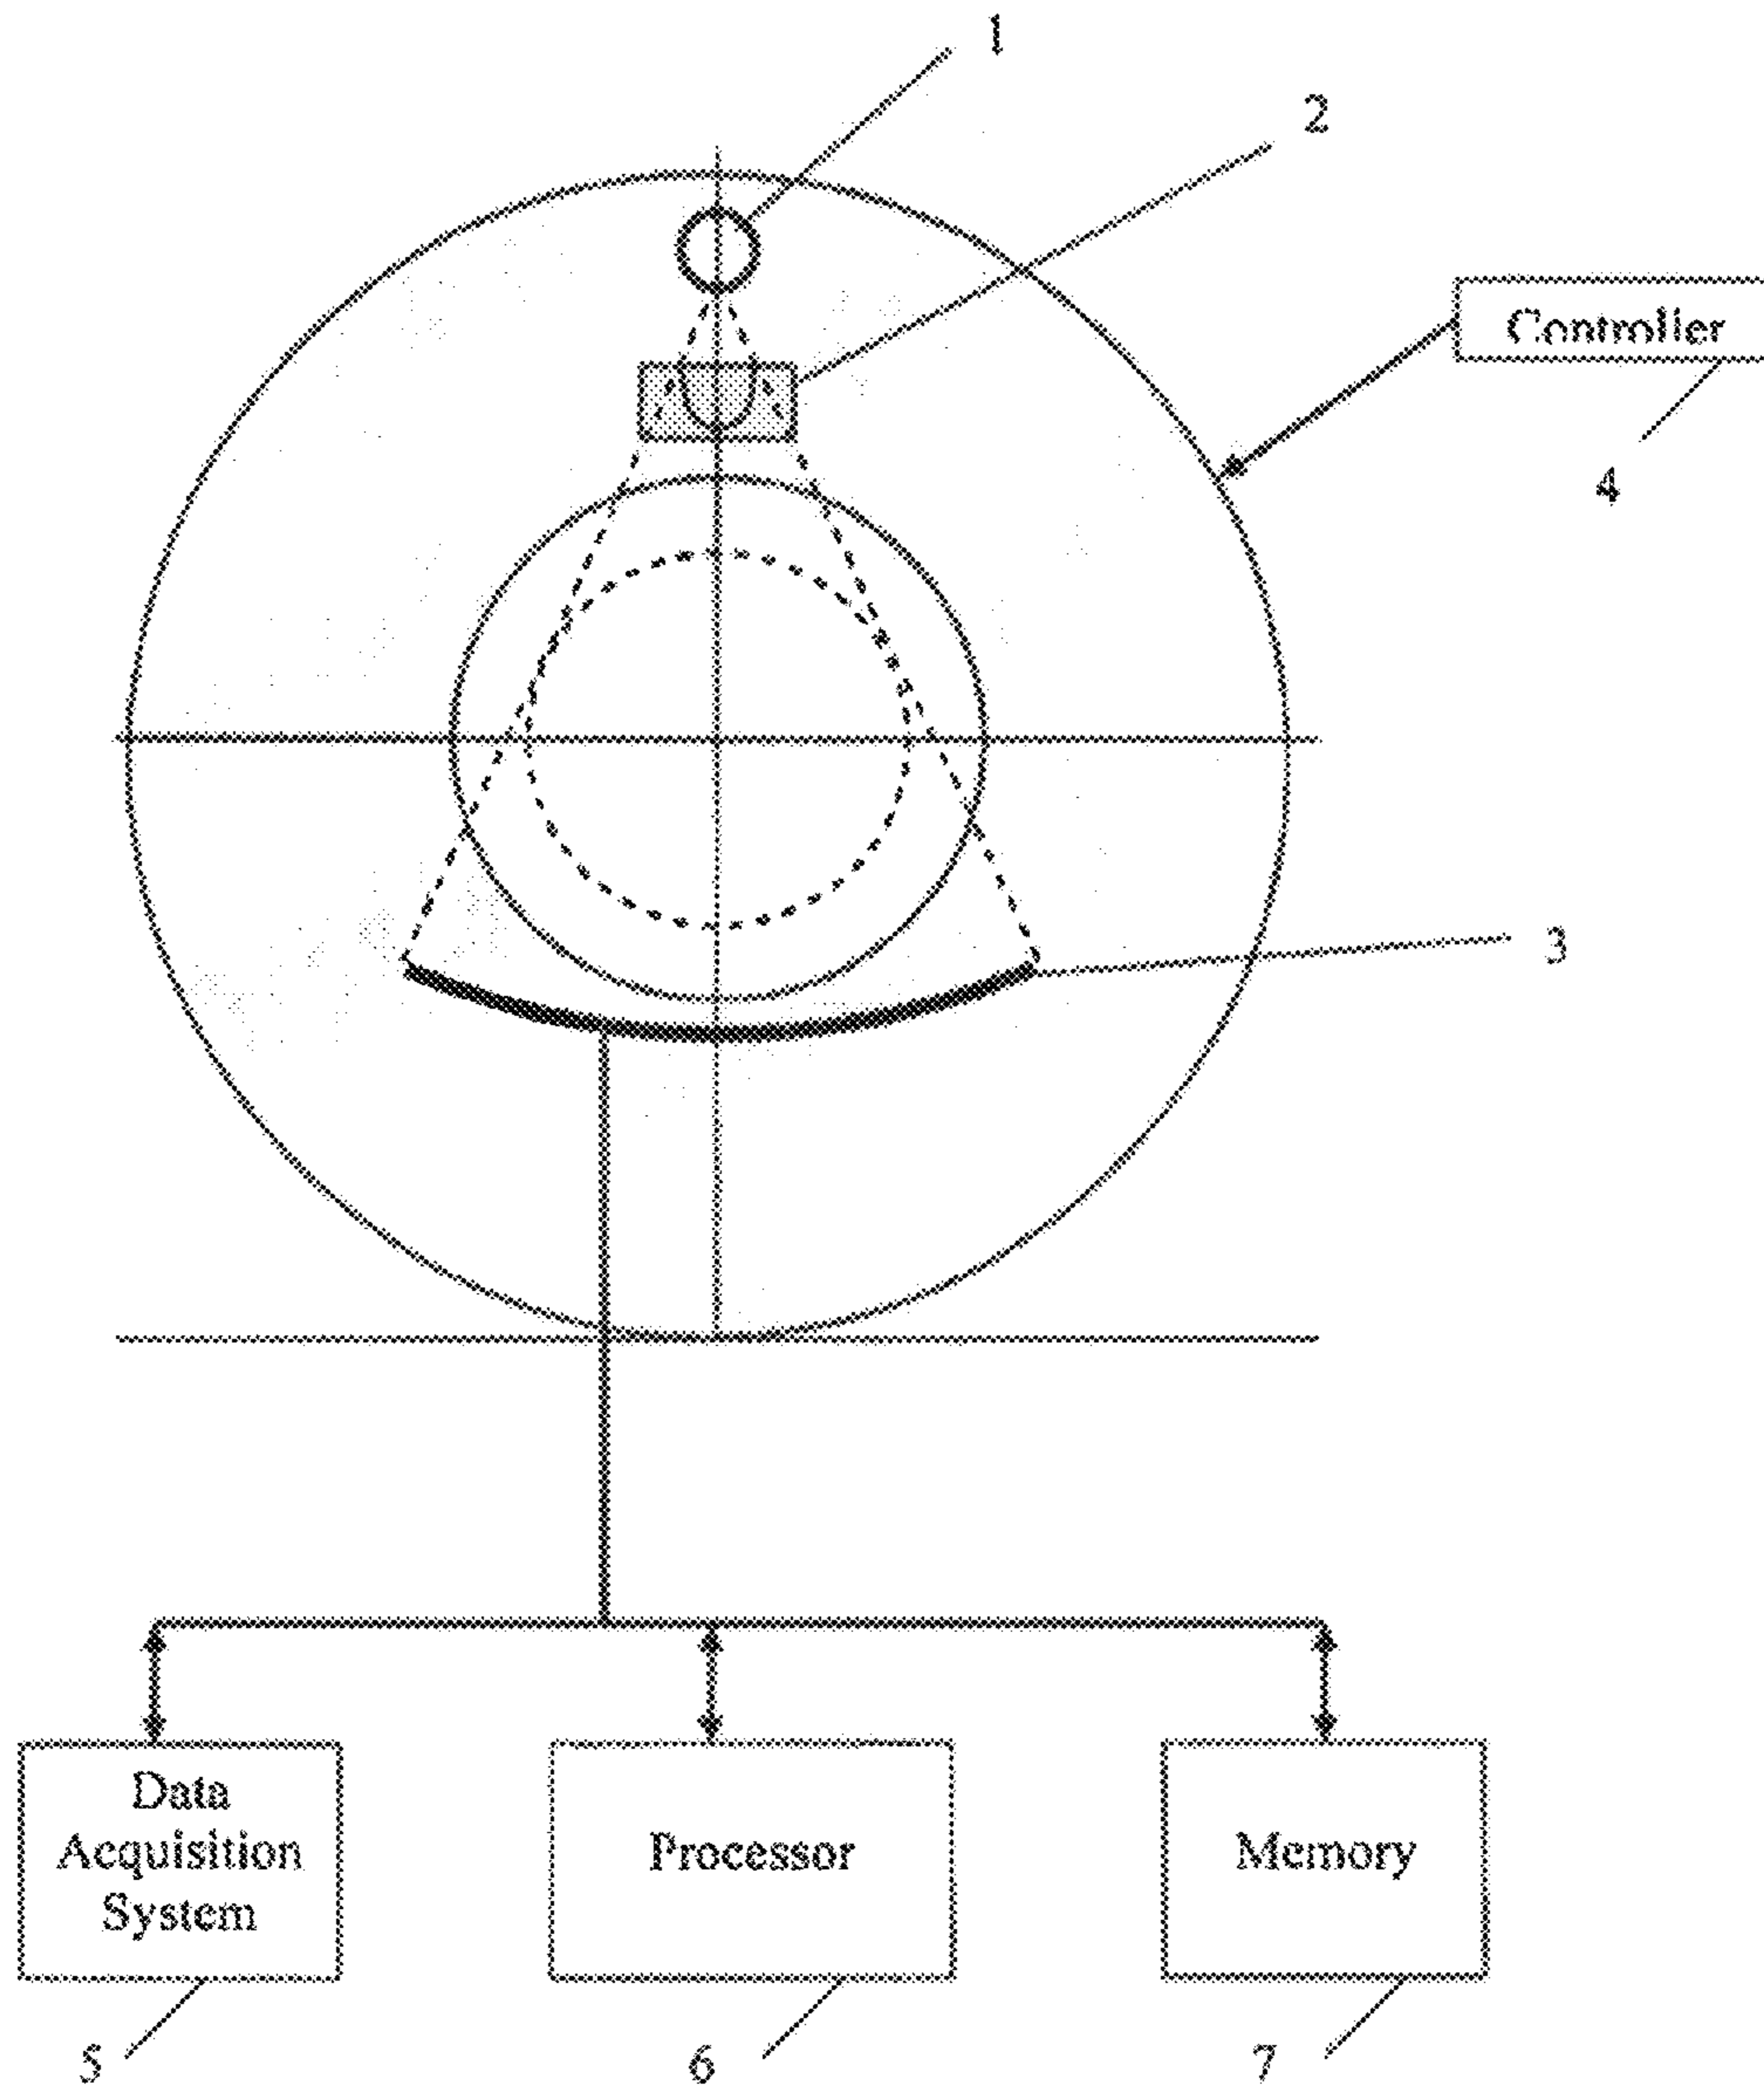 1
2
Controller
4
3
Data
Acquisition
System
Processor
Memory
5
6
7